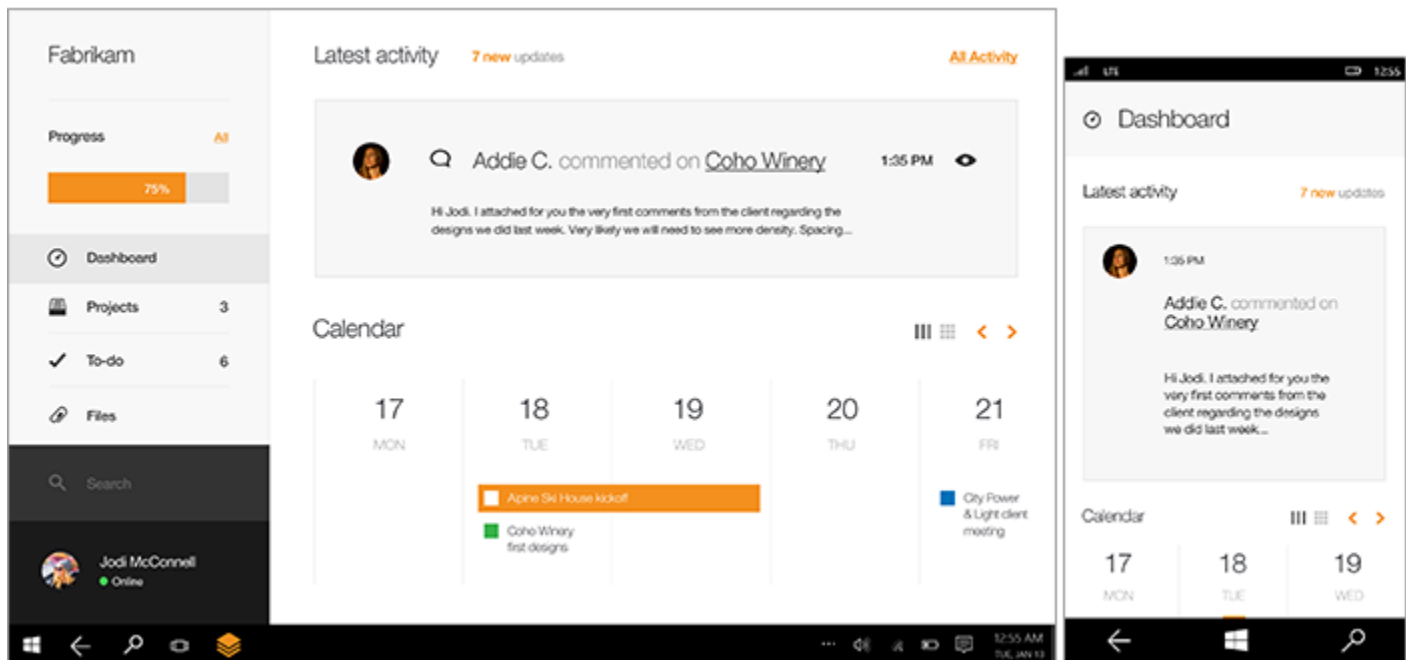 Fabrikam
Progress
All
75%
Dashboard
Projects 3
To-do 6
Files
Search
Jodi McConnell
Online
Latest activity 7 new updates
All Activity
Addie C. commented on Coho Winery 1:35 PM
Hi Jodi. I attached for you the very first comments from the client regarding the
designs we did last week. Very likely we will need to see more density. Spacing...
Calendar
17 18 19 20 21
MON TUE WED THU FRI
Alpine Ski House kickoff
Coho Winery
first designs
City Power
& Light client
meeting
12:55 AM
TUE, JAN 13
LTE 12:55
Dashboard
Latest activity 7 new updates
1:35 PM
Addie C. commented on
Coho Winery
Hi Jodi. I attached for you the
very first comments from the
client regarding the designs
we did last week...
Calendar
17 18 19
MON TUE WED